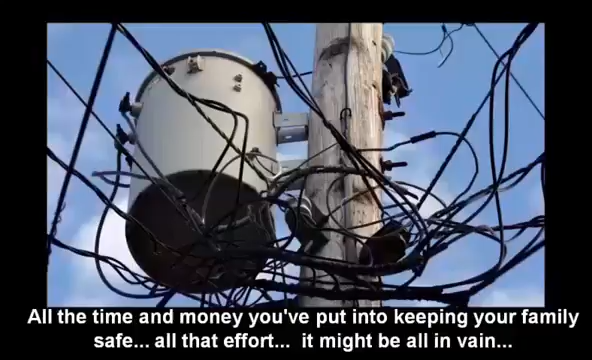 All the time and money you've put into keeping your family
safe... all that effort...  it might be all in vain...